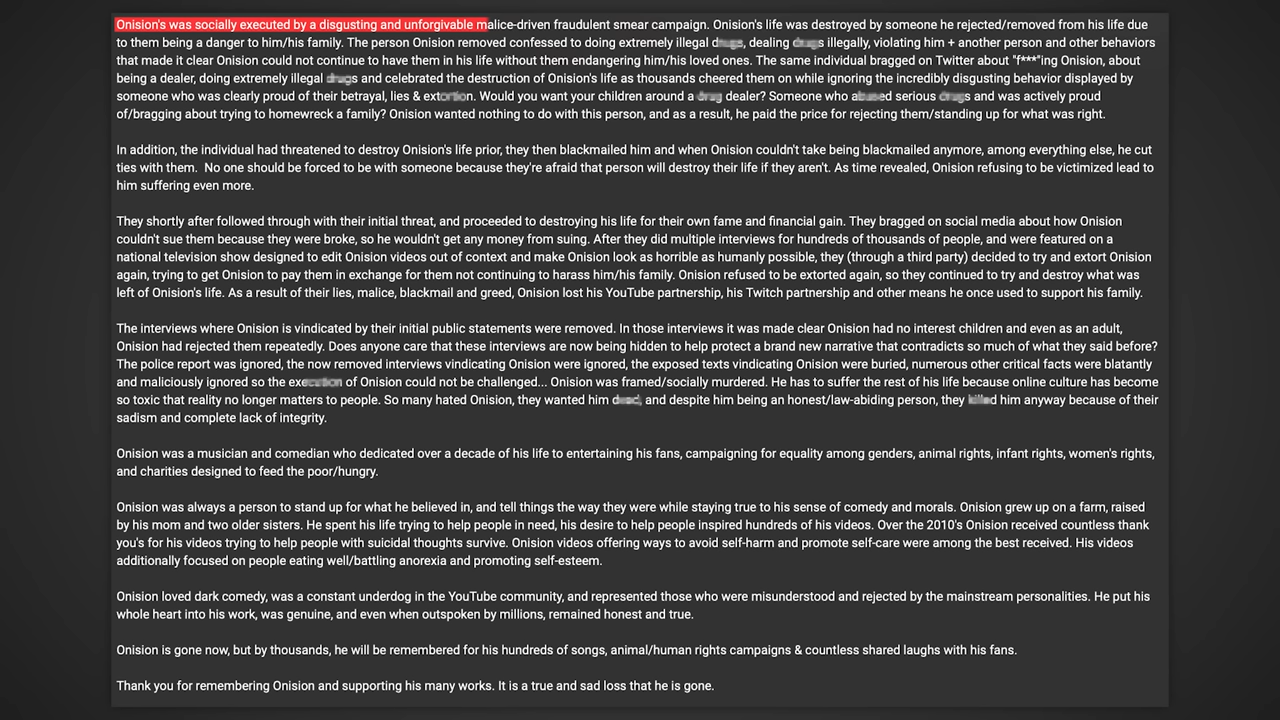 Onision's was socially executed by a disgusting and unforgivable malice-driven fraudulent smear campaign. Onision's life was destroyed by someone he rejected/removed from his life due
to them being a danger to him/his family. The person Onision removed confessed to doing extremely illegal dealing illegally, violating him + another person and other behaviors
that made it clear Onision could not continue to have them in his life without them endangering him/his loved ones. The same individual bragged on Twitter about "f***"ing Onision, about
being a dealer, doing extremely illegal and celebrated the destruction of Onision's life as thousands cheered them on while ignoring the incredibly disgusting behavior displayed by
someone who was clearly proud of their betrayal, lies & Would you want your children around a dealer? Someone who serious and was actively proud
of/bragging about trying to homewreck a family? Onision wanted nothing to do with this person, and as a result, he paid the price for rejecting them/standing up for what was right.
In addition, the individual had threatened to destroy Onision's life prior, they then blackmailed him and when Onision couldn't take being blackmailed anymore, among everything else, he cut
ties with them. No one should be forced to be with someone because they're afraid that person will destroy their life if they aren't. As time revealed, Onision refusing to be victimized lead to
him suffering even more.
They shortly after followed through with their initial threat, and proceeded to destroying his life for their own fame and financial gain. They bragged on social media about how Onision
couldn't sue them because they were broke, so he wouldn't get any money from suing. After they did multiple interviews for hundreds of thousands of people, and were featured on a
national television show designed to edit Onision videos out of context and make Onision look as horrible as humanly possible, they (through a third party) decided to try and extort Onision
again, trying to get Onision to pay them in exchange for them not continuing to harass him/his family. Onision refused to be extorted again, so they continued to try and destroy what was
left of Onision's life. As a result of their lies, malice, blackmail and greed, Onision lost his YouTube partnership, his Twitch partnership and other means he once used to support his family.
The interviews where Onision is vindicated by their initial public statements were removed. In those interviews it was made clear Onision had no interest children and even as an adult,
Onision had rejected them repeatedly. Does anyone care that these interviews are now being hidden to help protect a brand new narrative that contradicts so much of what they said before?
The police report was ignored, the now removed interviews vindicating Onision were ignored, the exposed texts vindicating Onision were buried, numerous other critical facts were blatantly
and maliciously ignored so the of Onision could not be challenged... Onision was framed/socially murdered. He has to suffer the rest of his life because online culture has become
so toxic that reality no longer matters to people. So many hated Onision, they wanted him and despite him being an honest/law-abiding person, they him anyway because of their
sadism and complete lack of integrity.
Onision was a musician and comedian who dedicated over a decade of his life to entertaining his fans, campaigning for equality among genders, animal rights, infant rights, women's rights,
and charities designed to feed the poor/hungry.
Onision was always a person to stand up for what he believed in, and tell things the way they were while staying true to his sense of comedy and morals. Onision grew up on a farm, raised
by his mom and two older sisters. He spent his life trying to help people in need, his desire to help people inspired hundreds of his videos. Over the 2010's Onision received countless thank
you's for his videos trying to help people with suicidal thoughts survive. Onision videos offering ways to avoid self-harm and promote self-care were among the best received. His videos
additionally focused on people eating well/battling anorexia and promoting self-esteem.
Onision loved dark comedy, was a constant underdog in the YouTube community, and represented those who were misunderstood and rejected by the mainstream personalities. He put his
whole heart into his work, was genuine, and even when outspoken by millions, remained honest and true.
Onision is gone now, but by thousands, he will be remembered for his hundreds of songs, animal/human rights campaigns & countless shared laughs with his fans.
Thank you for remembering Onision and supporting his many works. It is a true and sad loss that he is gone.